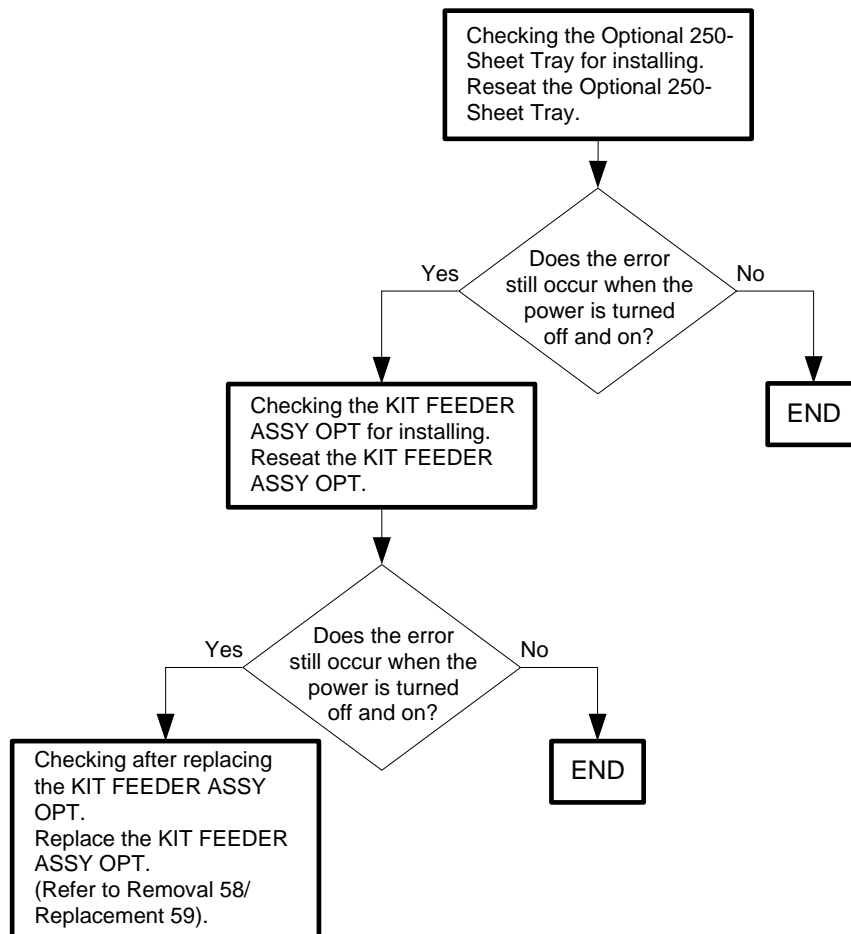 Checking the Optional 250-
Sheet Tray for installing.
Reseat the Optional 250-
Sheet Tray.
Does the error
still occur when the
power is turned
off and on?
Yes
No
Checking the KIT FEEDER
ASSY OPT for installing.
Reseat the KIT FEEDER
ASSY OPT.
END
Does the error
still occur when the
power is turned
off and on?
Yes
No
Checking after replacing
the KIT FEEDER ASSY
OPT.
Replace the KIT FEEDER
ASSY OPT.
(Refer to Removal 58/
Replacement 59).
END